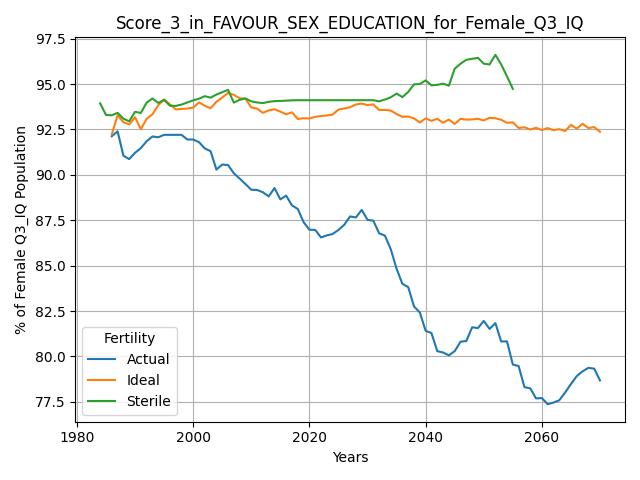 Score_3_in_FAVOUR_SEX_EDUCATION_for_Female_Q3_IQ
97.5
95.0
92.5
90.0
87.5
85.0
82.5
80.0
77.5
% of Female Q3_IQ Population
Fertility
Actual
Ideal
Sterile
1980
2000
2020
2040
2060
Years